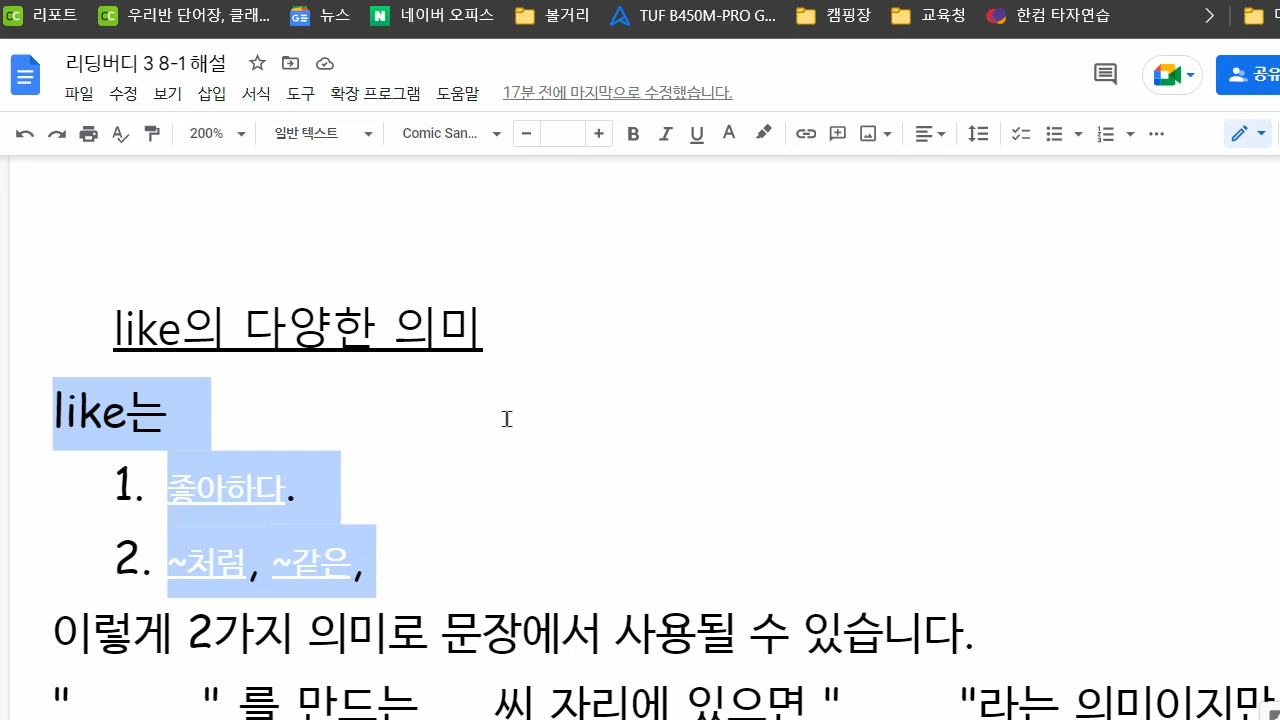 리포트 우리반 단어장, 클래... 뉴스 네이버 오피스 볼거리 TUF B450M-PRO G... 캠핑장 교육청 한컴 타자연습
리딩버디 3 8-1 해설
공유
파일 수정 보기 삽입 서식 도구 확장 프로그램 도움말 17분 전에 마지막으로 수정했습니다.
200% 일반 텍스트 Comic San... − + B I U A
like의 다양한 의미
like는
1. 좋아하다.
2. ~처럼, ~같은,
이렇게 2가지 의미로 문장에서 사용될 수 있습니다.
" " 를 만드는 씨 자리에 있으면 " "라는 의미이지만